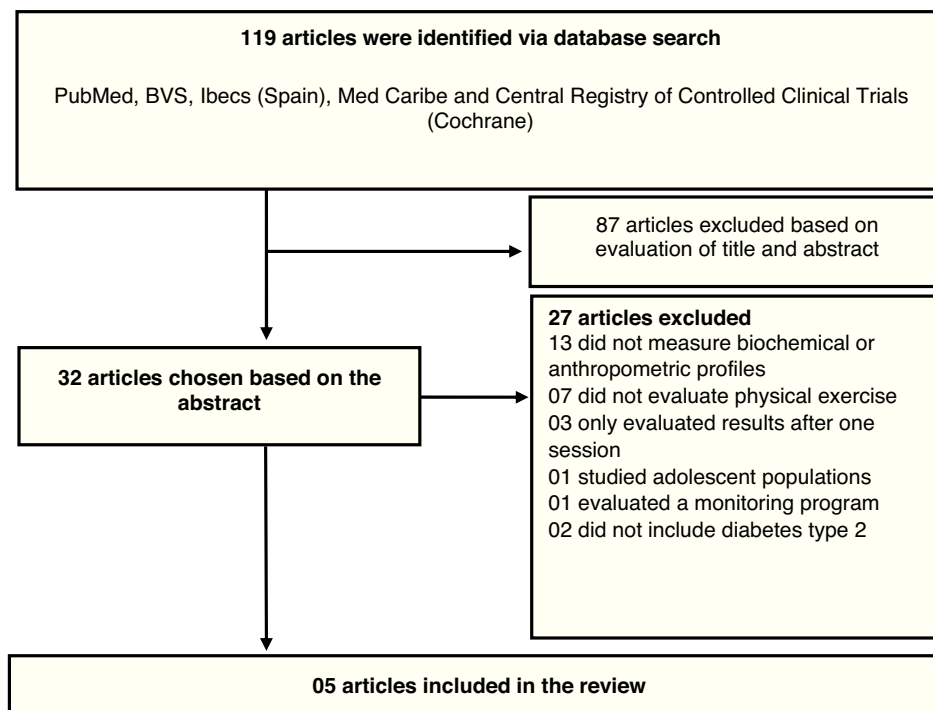 119 articles were identified via database search
PubMed, BVS, Ibecs (Spain), Med Caribe and Central Registry of Controlled Clinical Trials
(Cochrane)
87 articles excluded based on
evaluation of title and abstract
32 articles chosen based on the
abstract
27 articles excluded
13 did not measure biochemical or
anthropometric profiles
07 did not evaluate physical exercise
03 only evaluated results after one
session
01 studied adolescent populations
01 evaluated a monitoring program
02 did not include diabetes type 2
05 articles included in the review